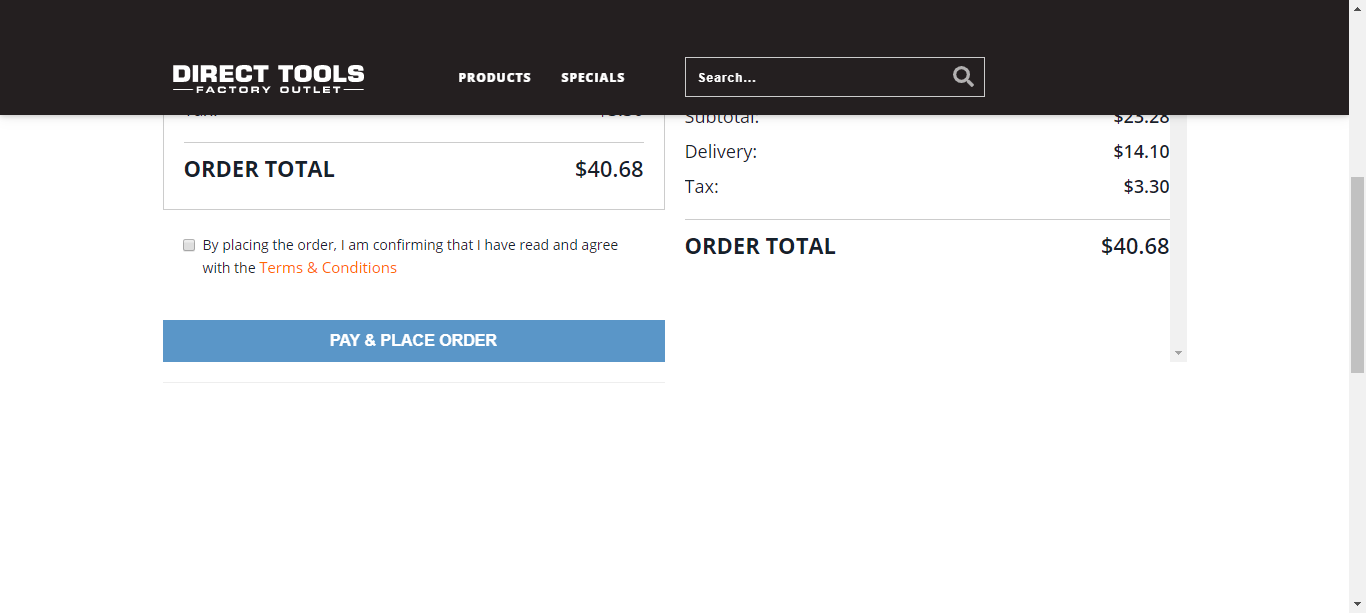 DIRECT TOOLS
FACTORY OUTLET
PRODUCTS SPECIALS
Search...
ORDER TOTAL $40.68
By placing the order, I am confirming that I have read and agree
with the Terms & Conditions
PAY & PLACE ORDER
Subtotal: $23.28
Delivery: $14.10
Tax: $3.30
ORDER TOTAL $40.68